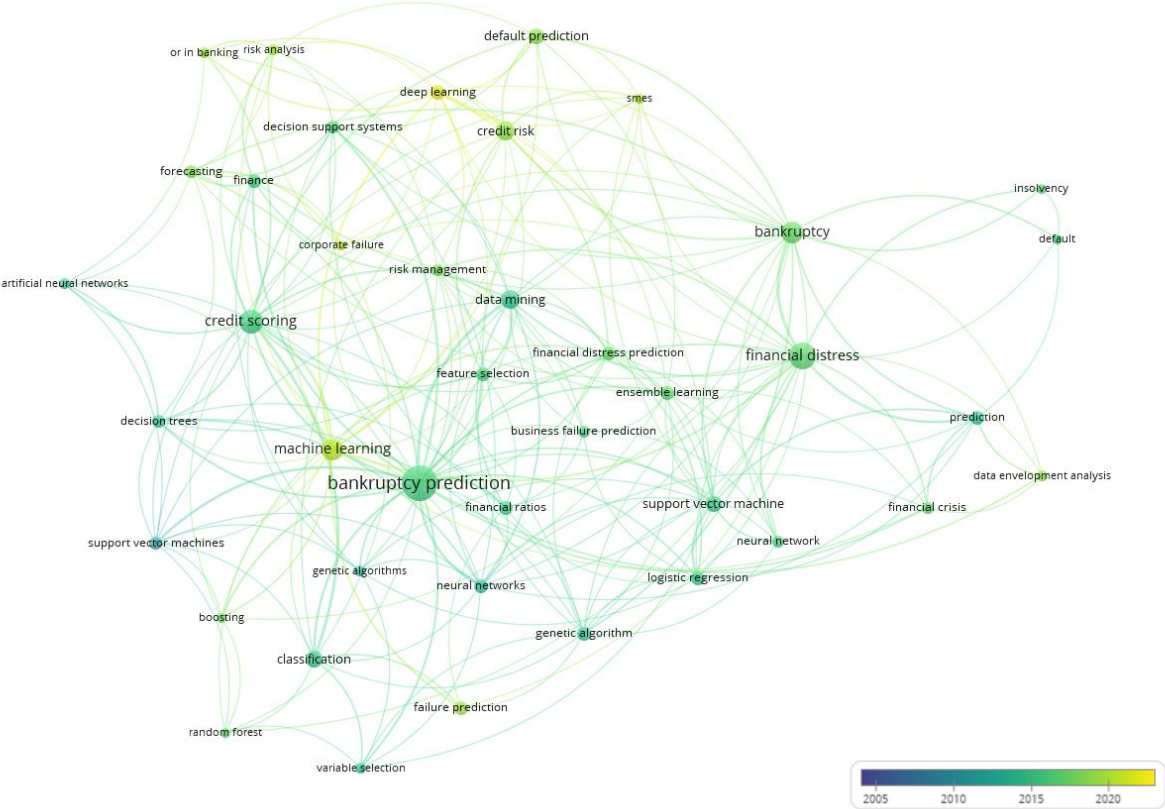 default prediction
or in banking
risk analysis
deep learning
smes
decision support systems
credit risk
forecasting
finance
insolvency
bankruptcy
default
corporate failure
risk management
artificial neural networks
data mining
credit scoring
financial distress prediction
financial distress
feature selection
ensemble learning
decision trees
prediction
business failure prediction
machine learning
data envelopment analysis
bankruptcy prediction
support vector machine
financial ratios
financial crisis
neural network
support vector machines
genetic algorithms
logistic regression
neural networks
boosting
genetic algorithm
classification
failure prediction
random forest
variable selection
2005
2010
2015
2020